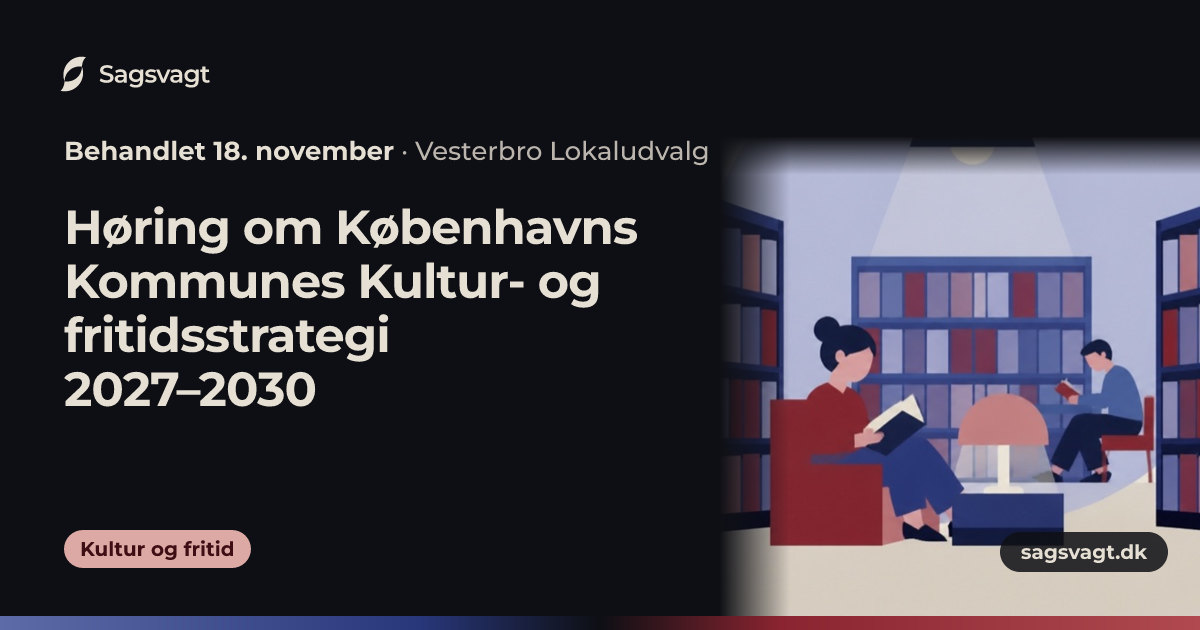 Sagsvagt
Behandlet 18. november · Vesterbro Lokaludvalg
Høring om Københavns
Kommunes Kultur- og
fritidsstrategi
2027–2030
Kultur og fritid
sagsvagt.dk